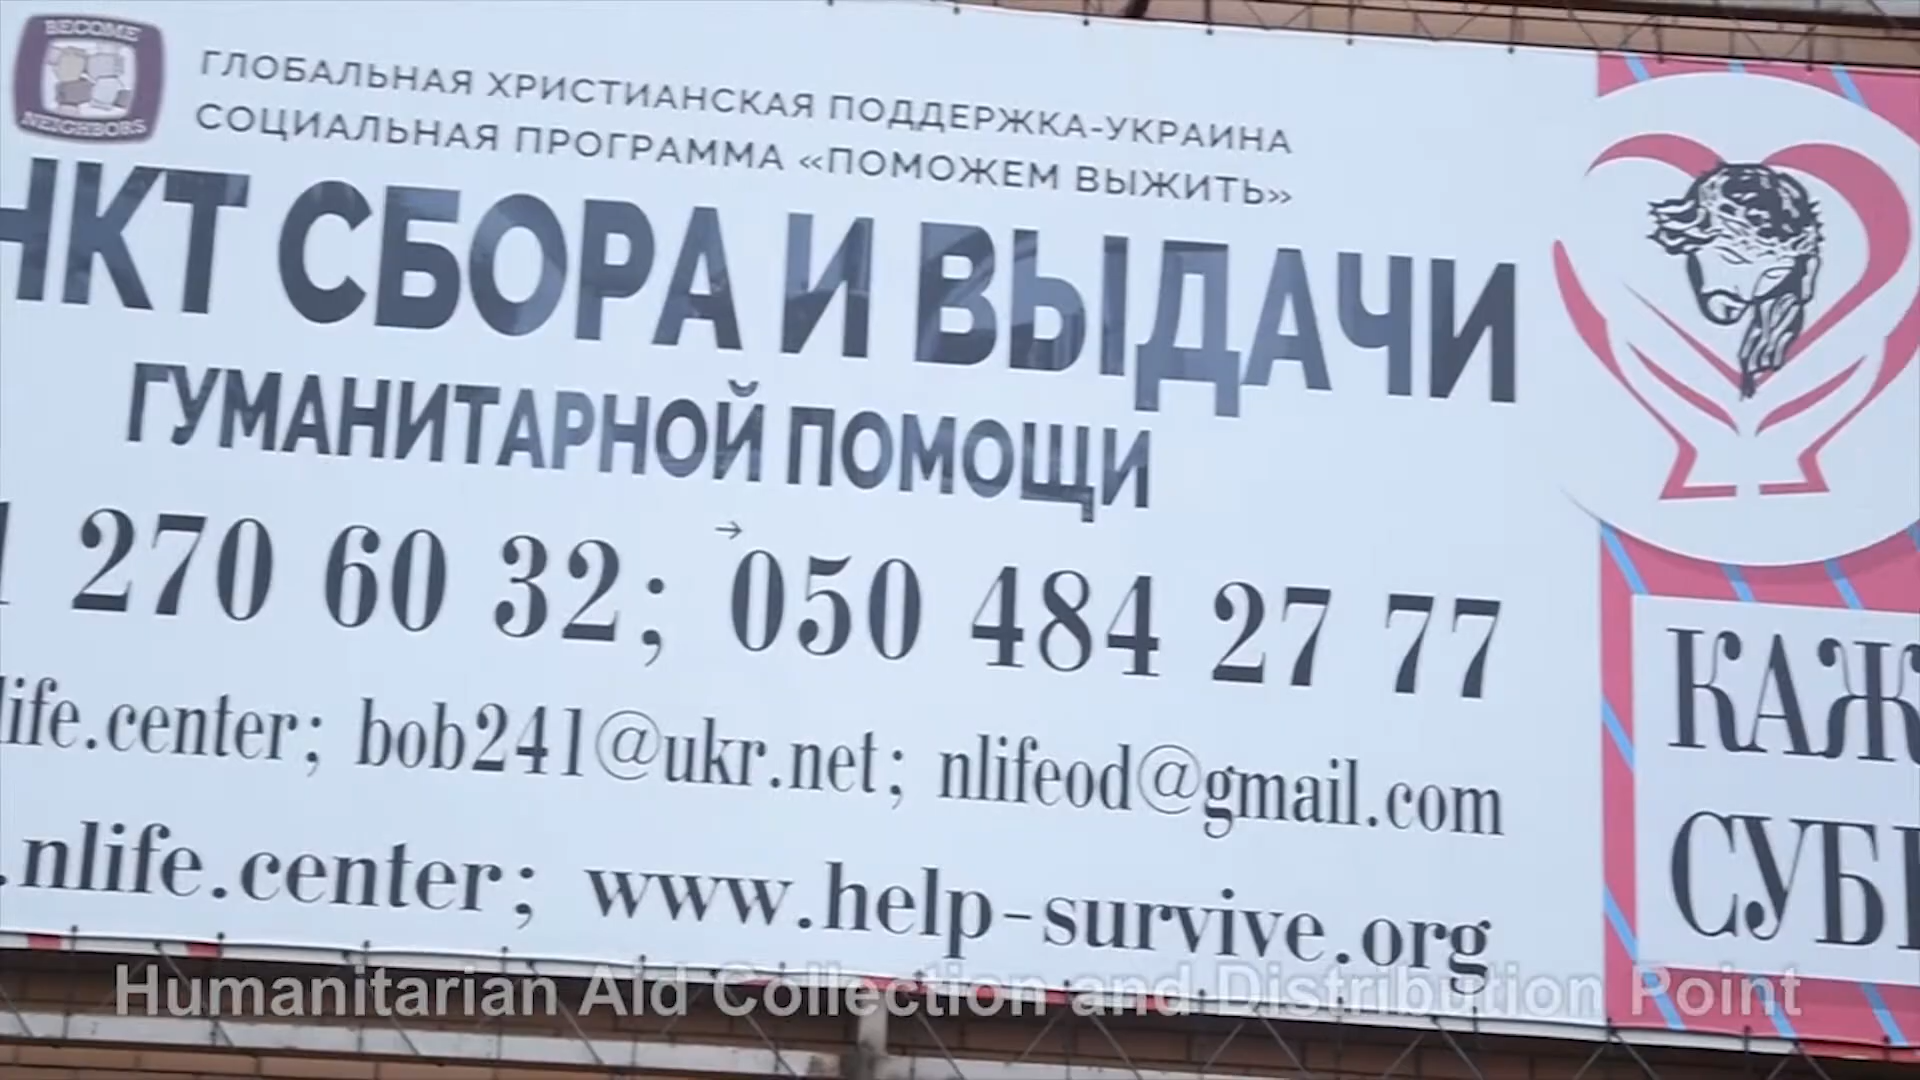 BECOME
NEIGHBORS
ГЛОБАЛЬНАЯ ХРИСТИАНСКАЯ ПОДДЕРЖКА-УКРАИНА
СОЦИАЛЬНАЯ ПРОГРАММА «ПОМОЖЕМ ВЫЖИТЬ»
НКТ СБОРА И ВЫДАЧИ
ГУМАНИТАРНОЙ ПОМОЩИ
270 60 32; 050 484 27 77
life.center; bob241@ukr.net; nlifeod@gmail.com
.nlife.center; www.help-survive.org
КАЖ
СУБ
Humanitarian Aid Collection and Distribution Point